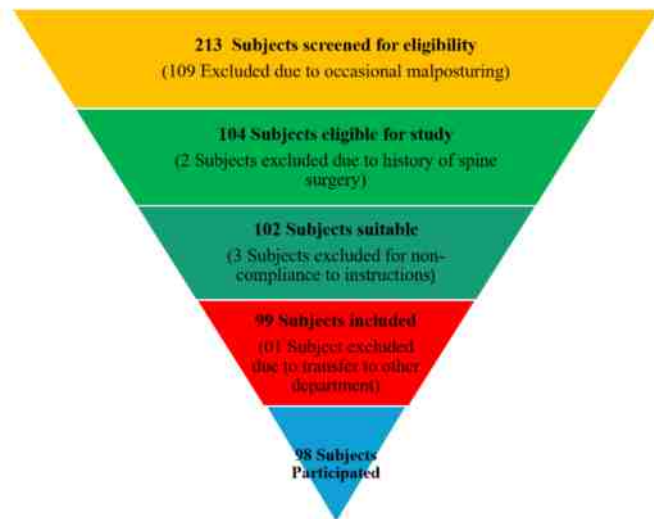 213 Subjects screened for eligibility
(109 Excluded due to occasional malposturing)
104 Subjects eligible for study
(2 Subjects excluded due to history of spine
surgery)
102 Subjects suitable
(3 Subjects excluded for non-
compliance to instructions)
99 Subjects included
(01 Subject excluded
due to transfer to other
department)
98 Subjects
Participated